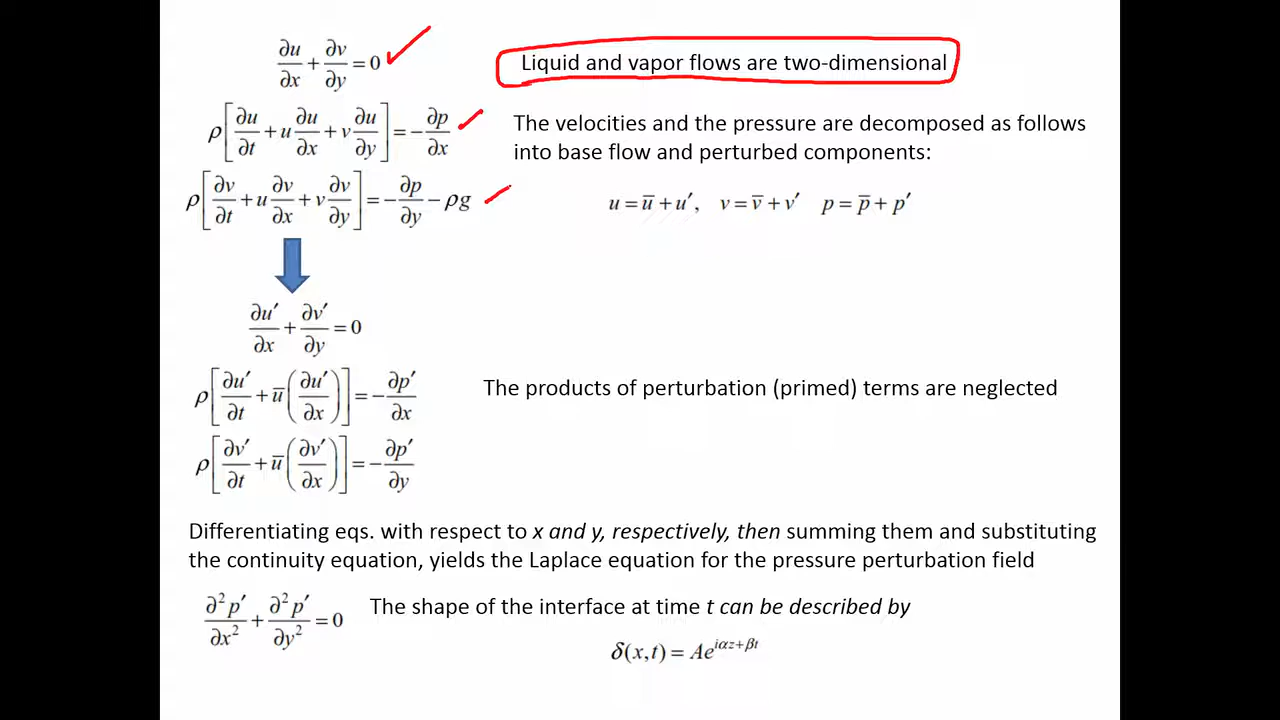 ∂u/∂x + ∂v/∂y = 0
Liquid and vapor flows are two-dimensional
ρ[∂u/∂t + u ∂u/∂x + v ∂u/∂y] = − ∂p/∂x
The velocities and the pressure are decomposed as follows
into base flow and perturbed components:
ρ[∂v/∂t + u ∂v/∂x + v ∂v/∂y] = − ∂p/∂y − ρg
u = u̅ + u′, v = v̅ + v′ p = p̅ + p′
∂u′/∂x + ∂v′/∂y = 0
ρ[∂u′/∂t + u̅(∂u′/∂x)] = − ∂p′/∂x
The products of perturbation (primed) terms are neglected
ρ[∂v′/∂t + u̅(∂v′/∂x)] = − ∂p′/∂y
Differentiating eqs. with respect to x and y, respectively, then summing them and substituting
the continuity equation, yields the Laplace equation for the pressure perturbation field
∂²p′/∂x² + ∂²p′/∂y² = 0
The shape of the interface at time t can be described by
δ(x,t) = Ae^{iαz+βt}